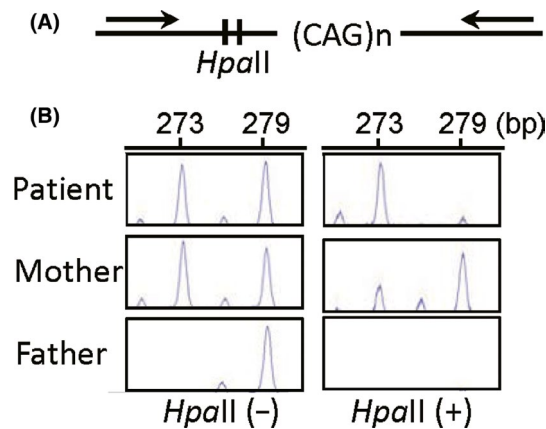 (A)
HpaII
(CAG)n
(B)
273 279 273 279 (bp)
Patient
Mother
Father
HpaII (−) HpaII (+)